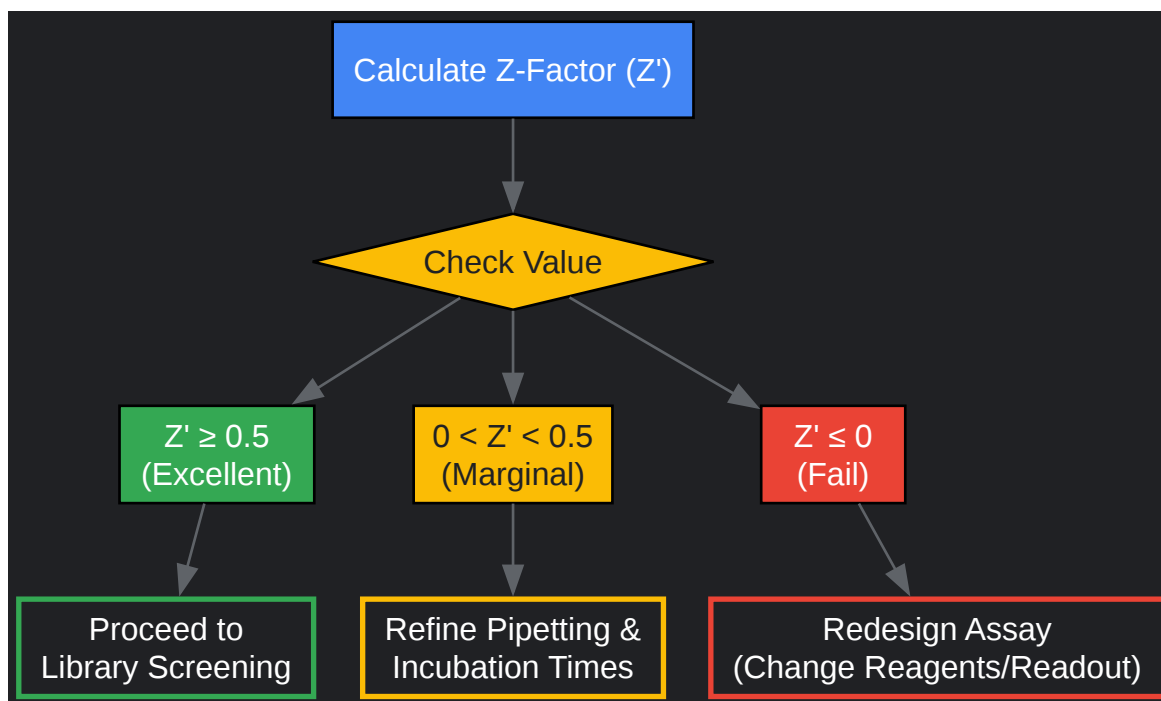 Calculate Z-Factor (Z')
Check Value
Z' ≥ 0.5
(Excellent)
0 < Z' < 0.5
(Marginal)
Z' ≤ 0
(Fail)
Proceed to
Library Screening
Refine Pipetting &
Incubation Times
Redesign Assay
(Change Reagents/Readout)